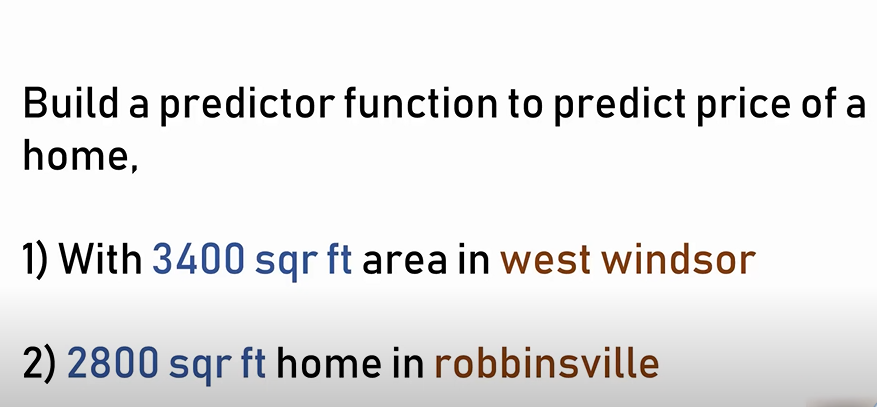 Build a predictor function to predict price of a
home,
1) With 3400 sqr ft area in west windsor
2) 2800 sqr ft home in robbinsville